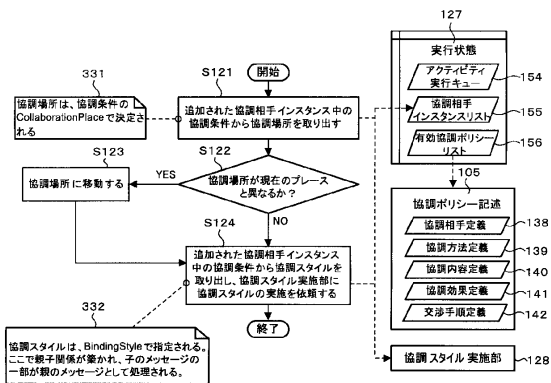 127
実行状態
アクティビティ
実行キュー
154
協調相手
インスタンスリスト
155
有効協調ポリシー
リスト
156
331
協調場所は、協調条件の
CollaborationPlaceで決定さ
れる
開始
S121
追加された協調相手インスタンス中の
協調条件から協調場所を取り出す
S122
協調場所が現在のプレース
と異なるか？
YES
NO
S123
協調場所に移動する
S124
追加された協調相手インスタンス
中の協調条件から協調スタイルを
取り出し、協調スタイル実施部に
協調スタイルの実施を依頼する
終了
105
協調ポリシー記述
協調相手定義
138
協調方法定義
139
協調内容定義
140
協調効果定義
141
交渉手順定義
142
協調スタイル実施部
128
332
協調スタイルは、BindingStyleで指定される。
ここで親子関係が築かれ、子のメッセージの
一部が親のメッセージとして処理される。